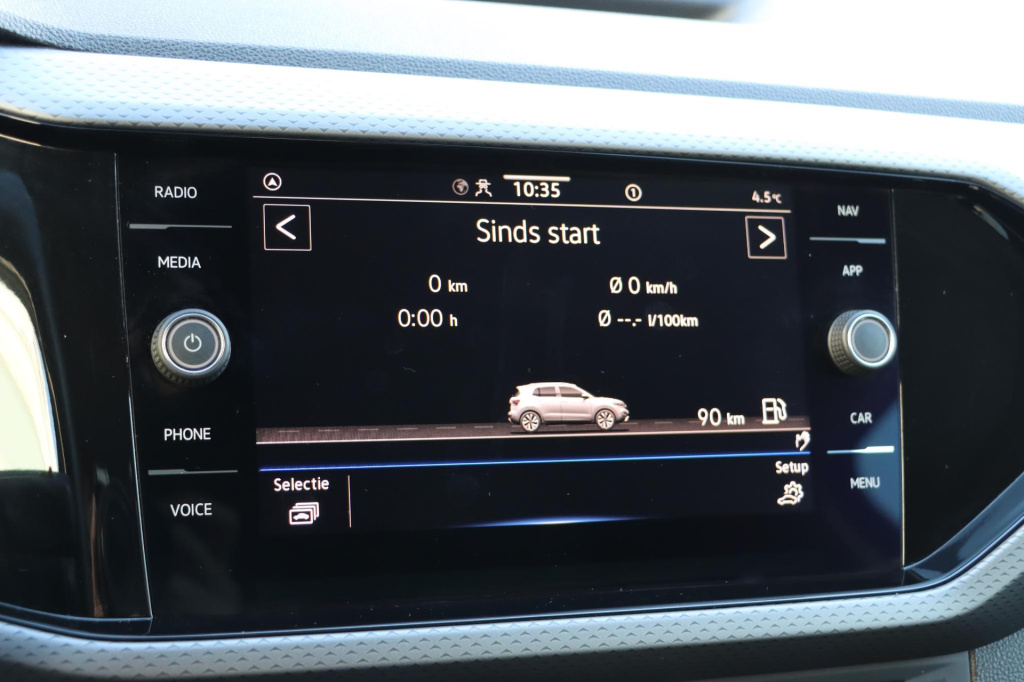 RADIO
MEDIA
PHONE
VOICE
10:35
1
4.5°C
Sinds start
0 km
Ø 0 km/h
0:00 h
Ø --.- l/100km
90 km
Selectie
Setup
NAV
APP
CAR
MENU